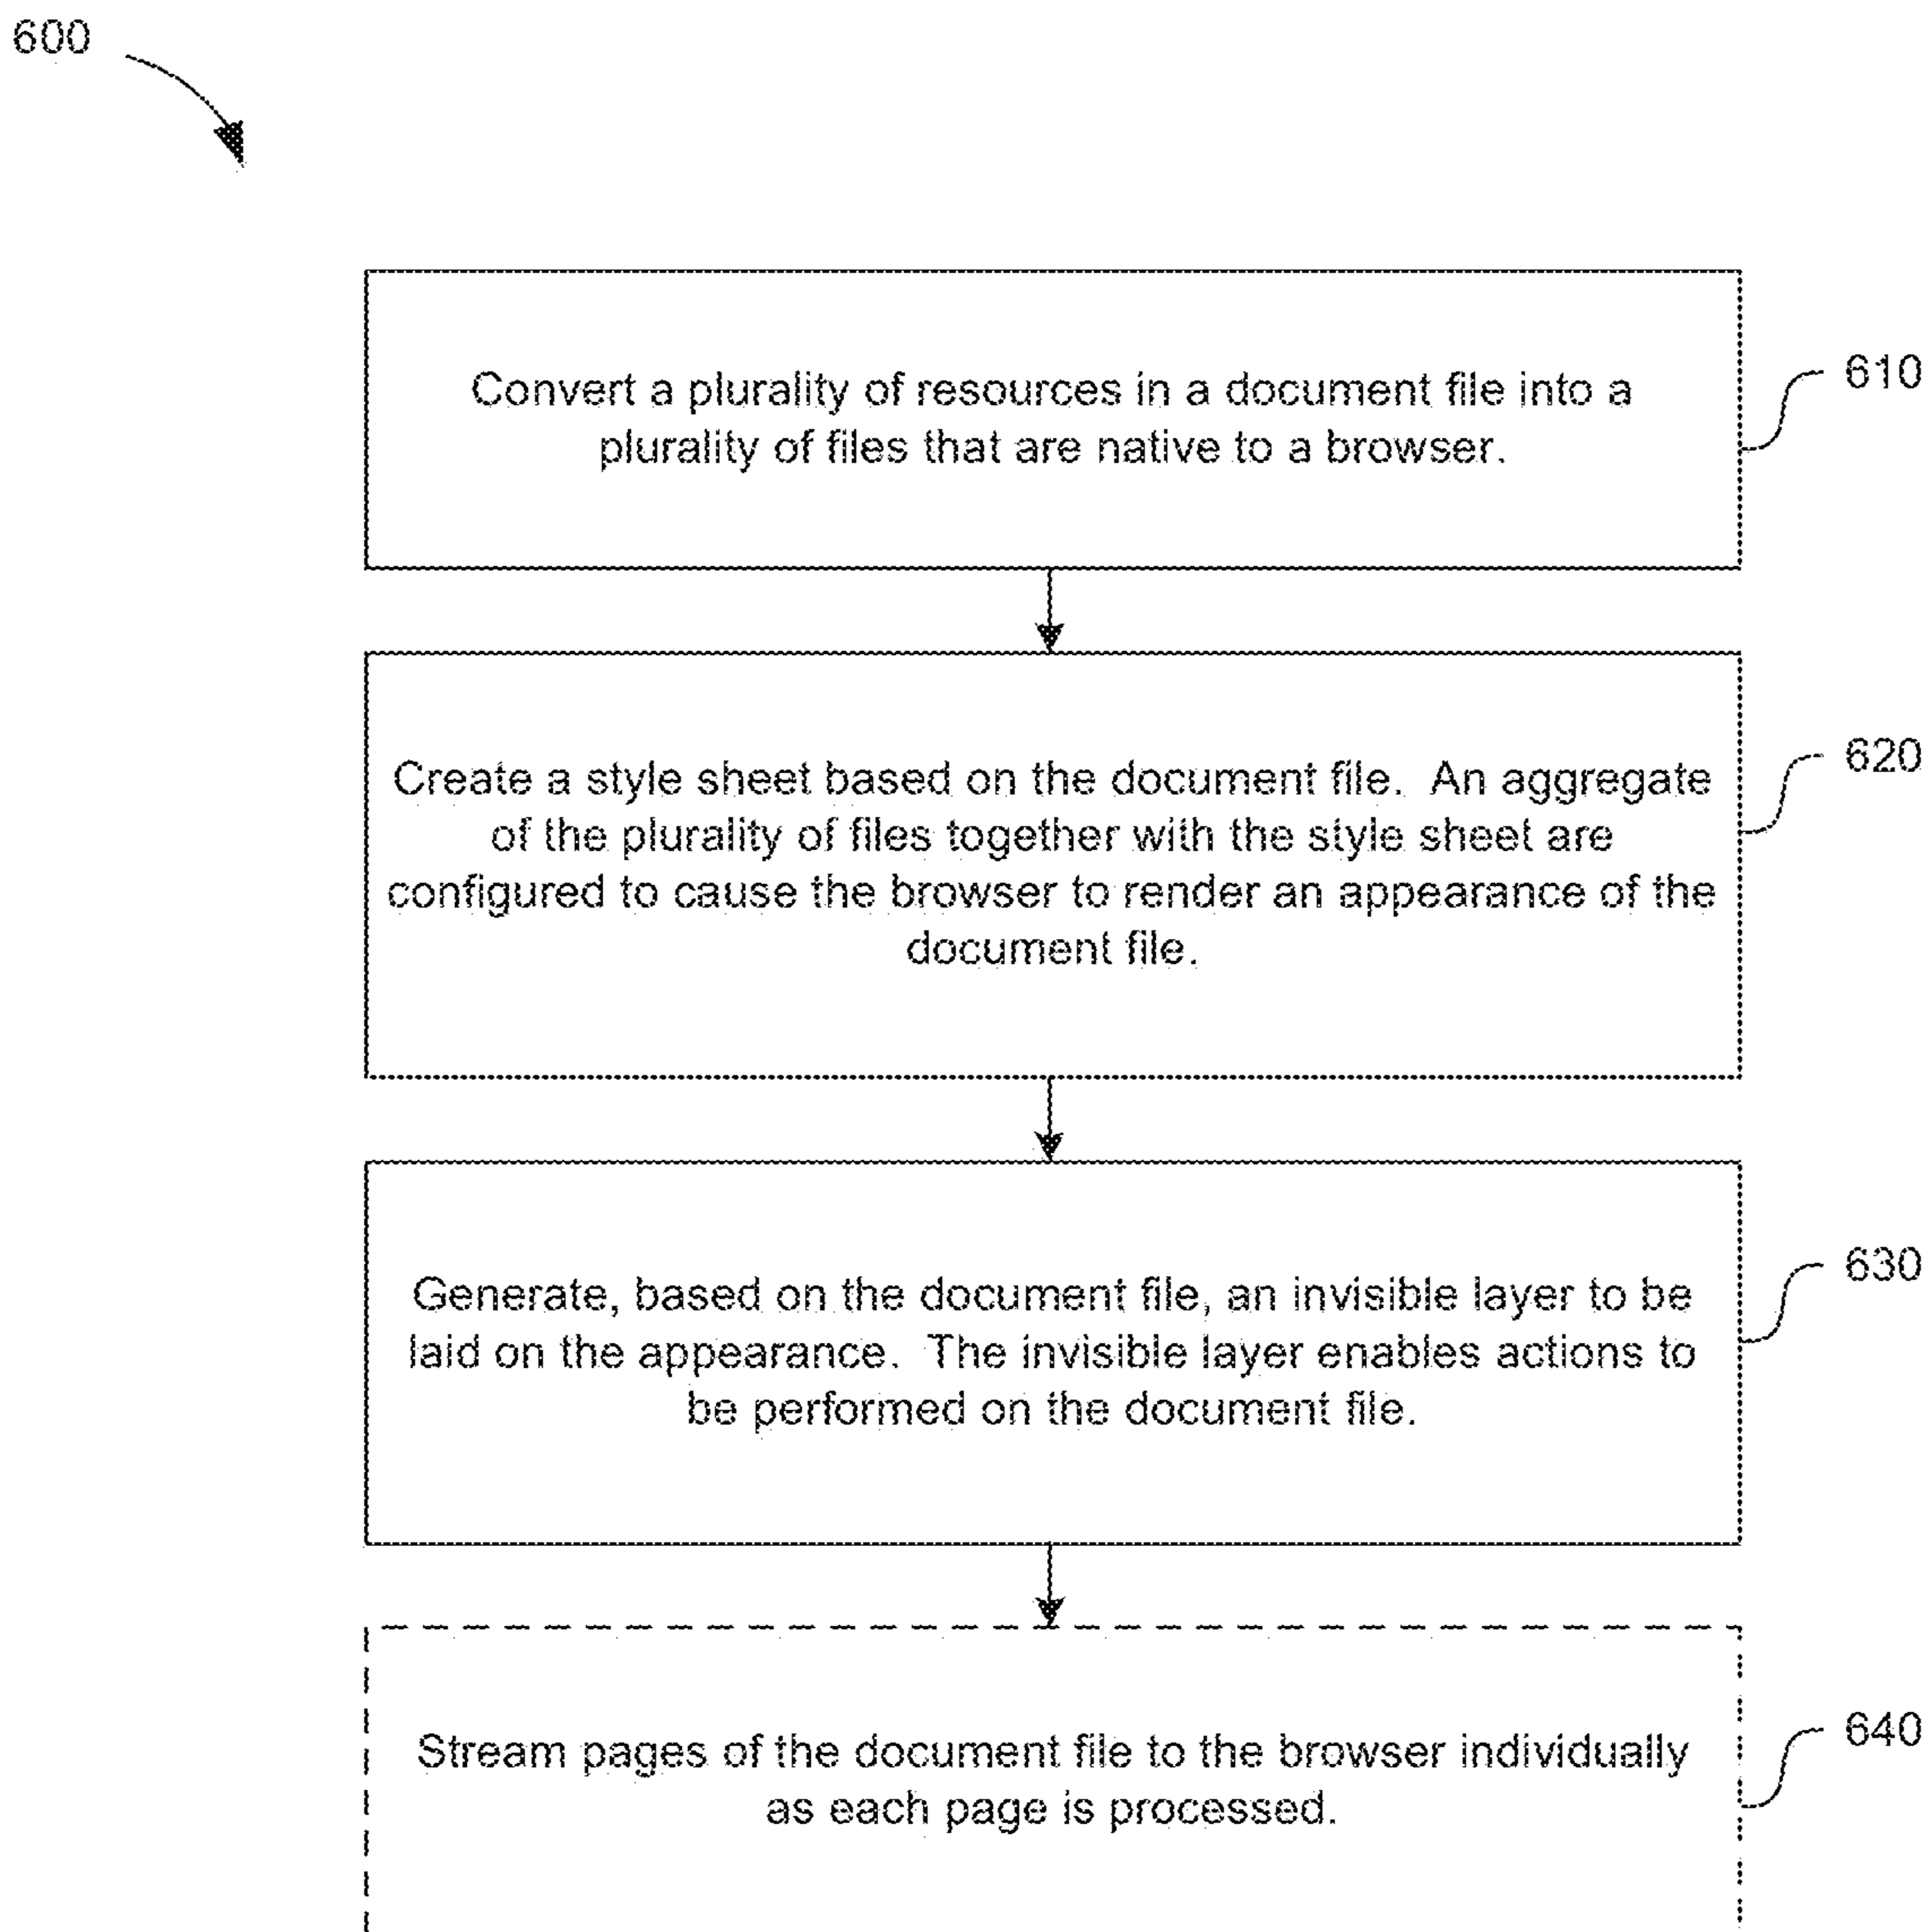 600
Convert a plurality of resources in a document file into a
plurality of files that are native to a browser.
610
Create a style sheet based on the document file.  An aggregate
of the plurality of files together with the style sheet are
configured to cause the browser to render an appearance of the
document file.
620
Generate, based on the document file, an invisible layer to be
laid on the appearance.  The invisible layer enables actions to
be performed on the document file.
630
Stream pages of the document file to the browser individually
as each page is processed.
640